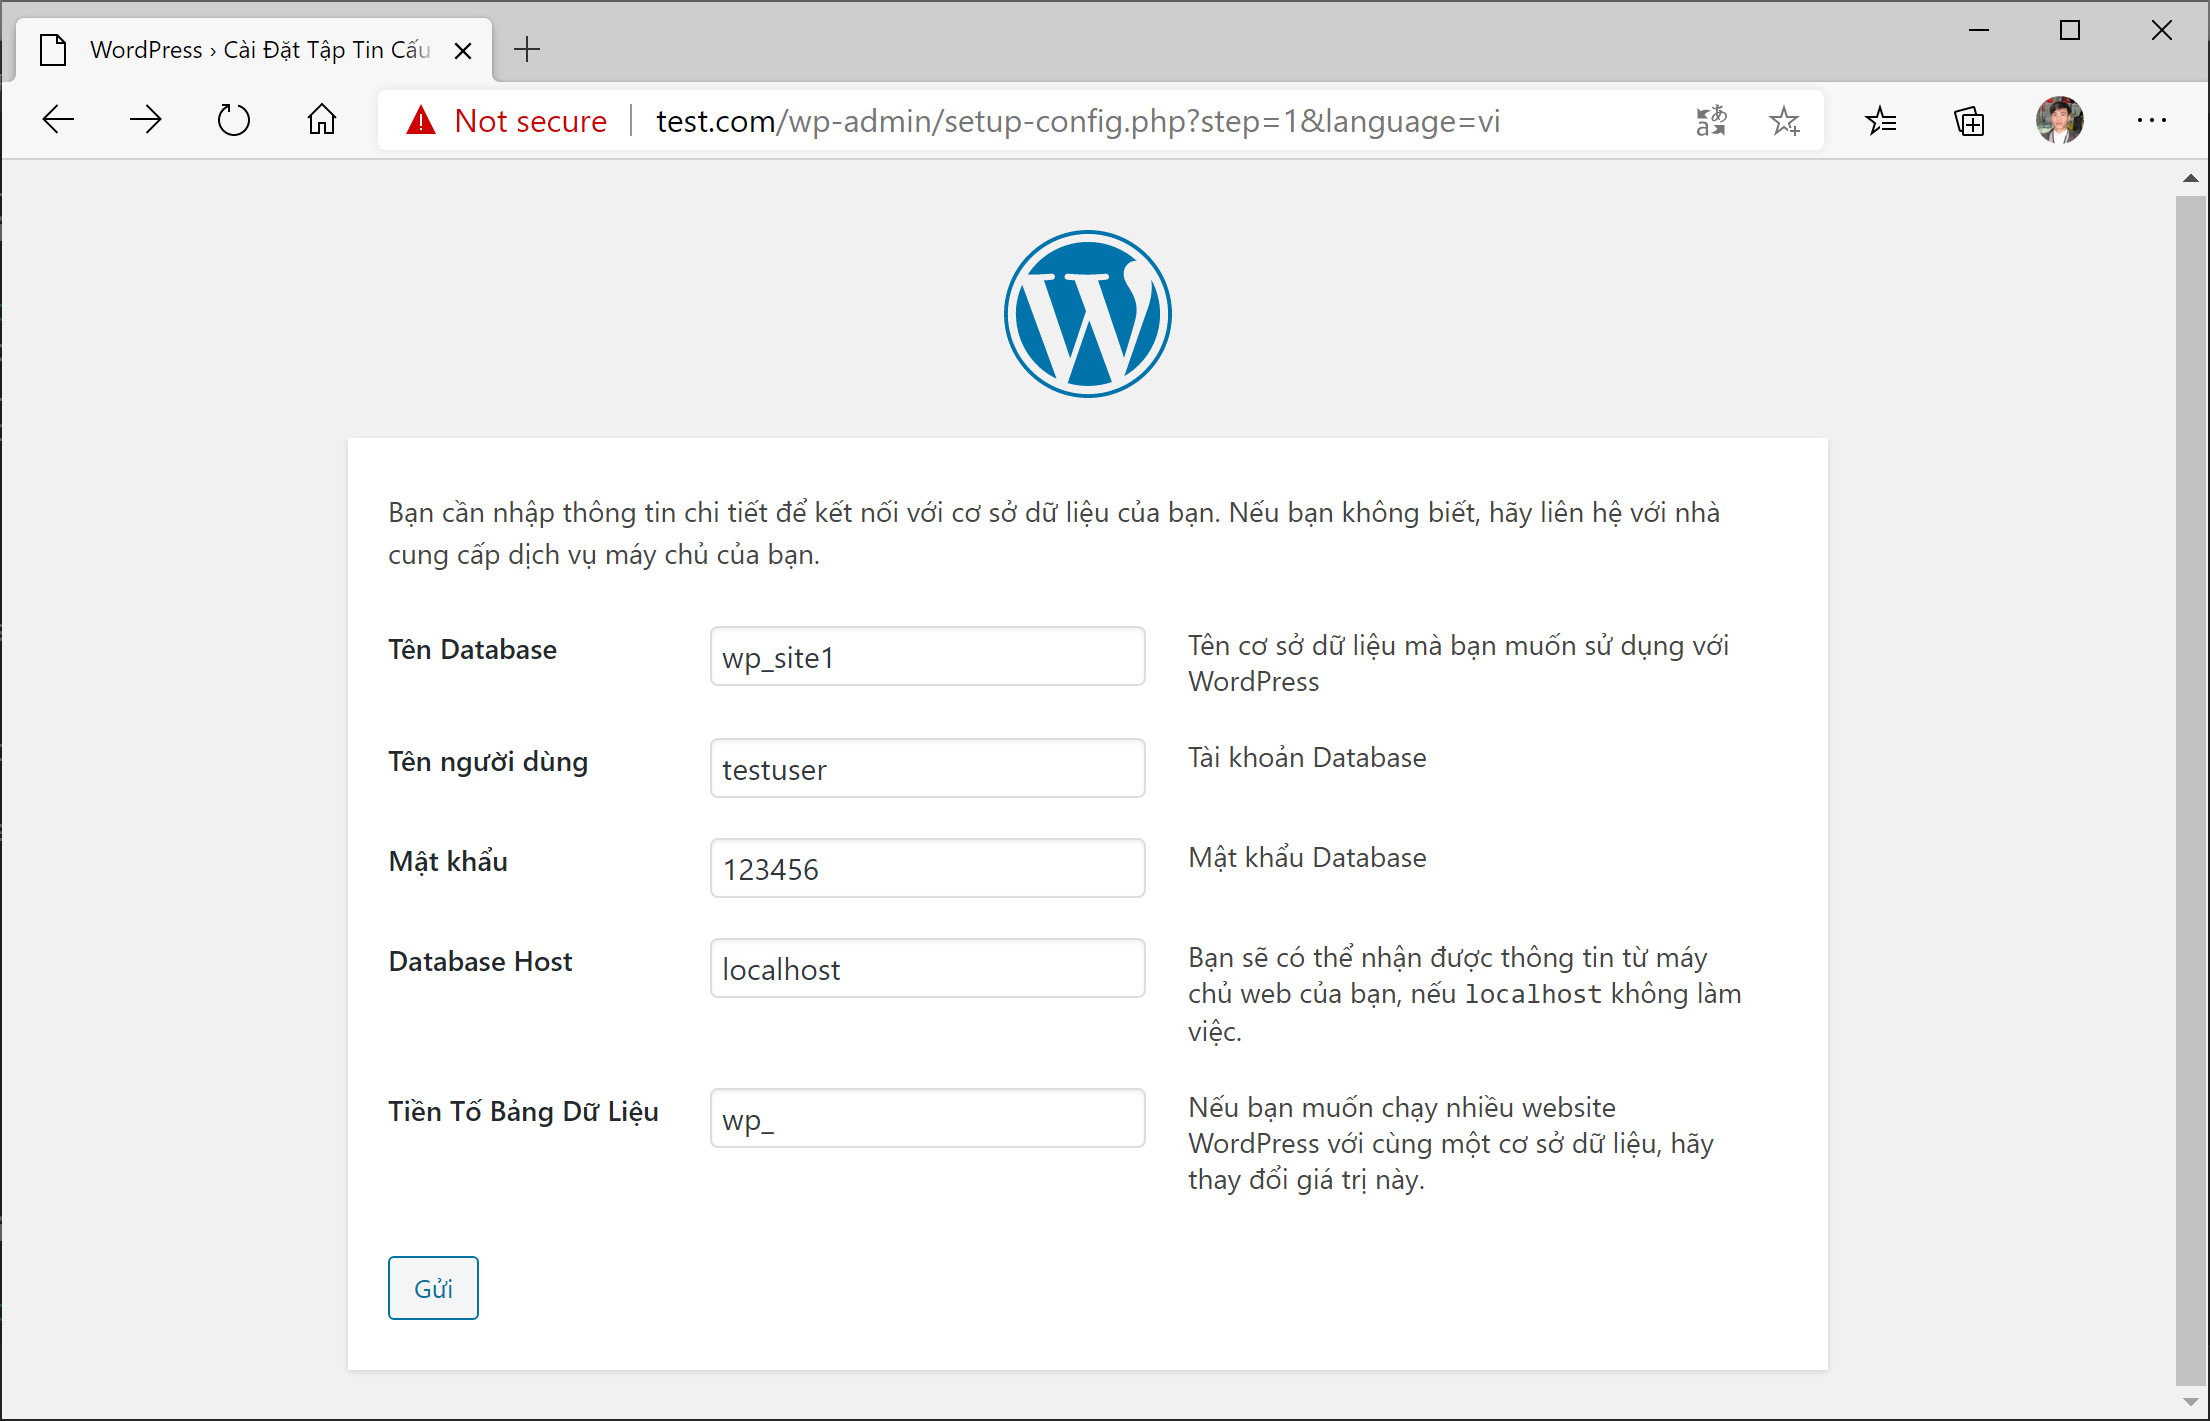 WordPress › Cài Đặt Tập Tin Cấu
Not secure
test.com/wp-admin/setup-config.php?step=1&language=vi
Bạn cần nhập thông tin chi tiết để kết nối với cơ sở dữ liệu của bạn. Nếu bạn không biết, hãy liên hệ với nhà
cung cấp dịch vụ máy chủ của bạn.
Tên Database
wp_site1
Tên cơ sở dữ liệu mà bạn muốn sử dụng với
WordPress
Tên người dùng
testuser
Tài khoản Database
Mật khẩu
123456
Mật khẩu Database
Database Host
localhost
Bạn sẽ có thể nhận được thông tin từ máy
chủ web của bạn, nếu localhost không làm
việc.
Tiền Tố Bảng Dữ Liệu
wp_
Nếu bạn muốn chạy nhiều website
WordPress với cùng một cơ sở dữ liệu, hãy
thay đổi giá trị này.
Gửi